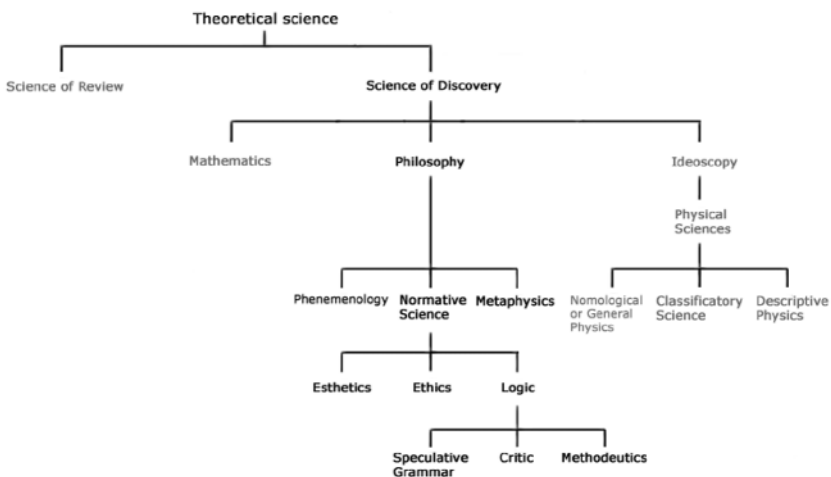 Theoretical science
Science of Review
Science of Discovery
Mathematics
Philosophy
Ideoscopy
Physical
Sciences
Phenemenology
Normative
Science
Metaphysics
Nomological
or General
Physics
Classificatory
Science
Descriptive
Physics
Esthetics
Ethics
Logic
Speculative
Grammar
Critic
Methodeutics